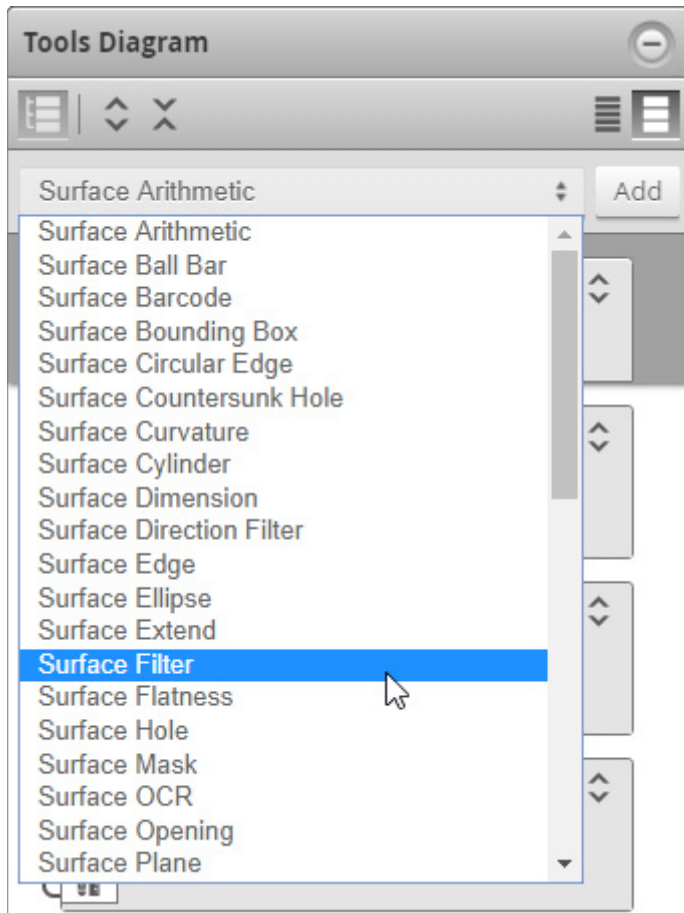 Tools Diagram
Surface Arithmetic
Add
Surface Arithmetic
Surface Ball Bar
Surface Barcode
Surface Bounding Box
Surface Circular Edge
Surface Countersunk Hole
Surface Curvature
Surface Cylinder
Surface Dimension
Surface Direction Filter
Surface Edge
Surface Ellipse
Surface Extend
Surface Filter
Surface Flatness
Surface Hole
Surface Mask
Surface OCR
Surface Opening
Surface Plane